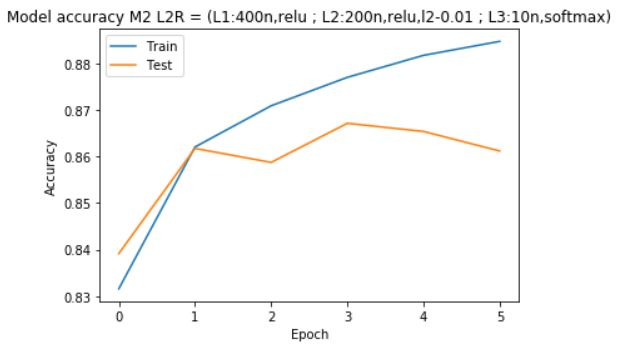 Model accuracy M2 L2R = (L1:400n,relu ; L2:200n,relu,l2-0.01 ; L3:10n,softmax)
Train
Test
0.88
0.87
0.86
0.85
0.84
0.83
Accuracy
0 1 2 3 4 5
Epoch